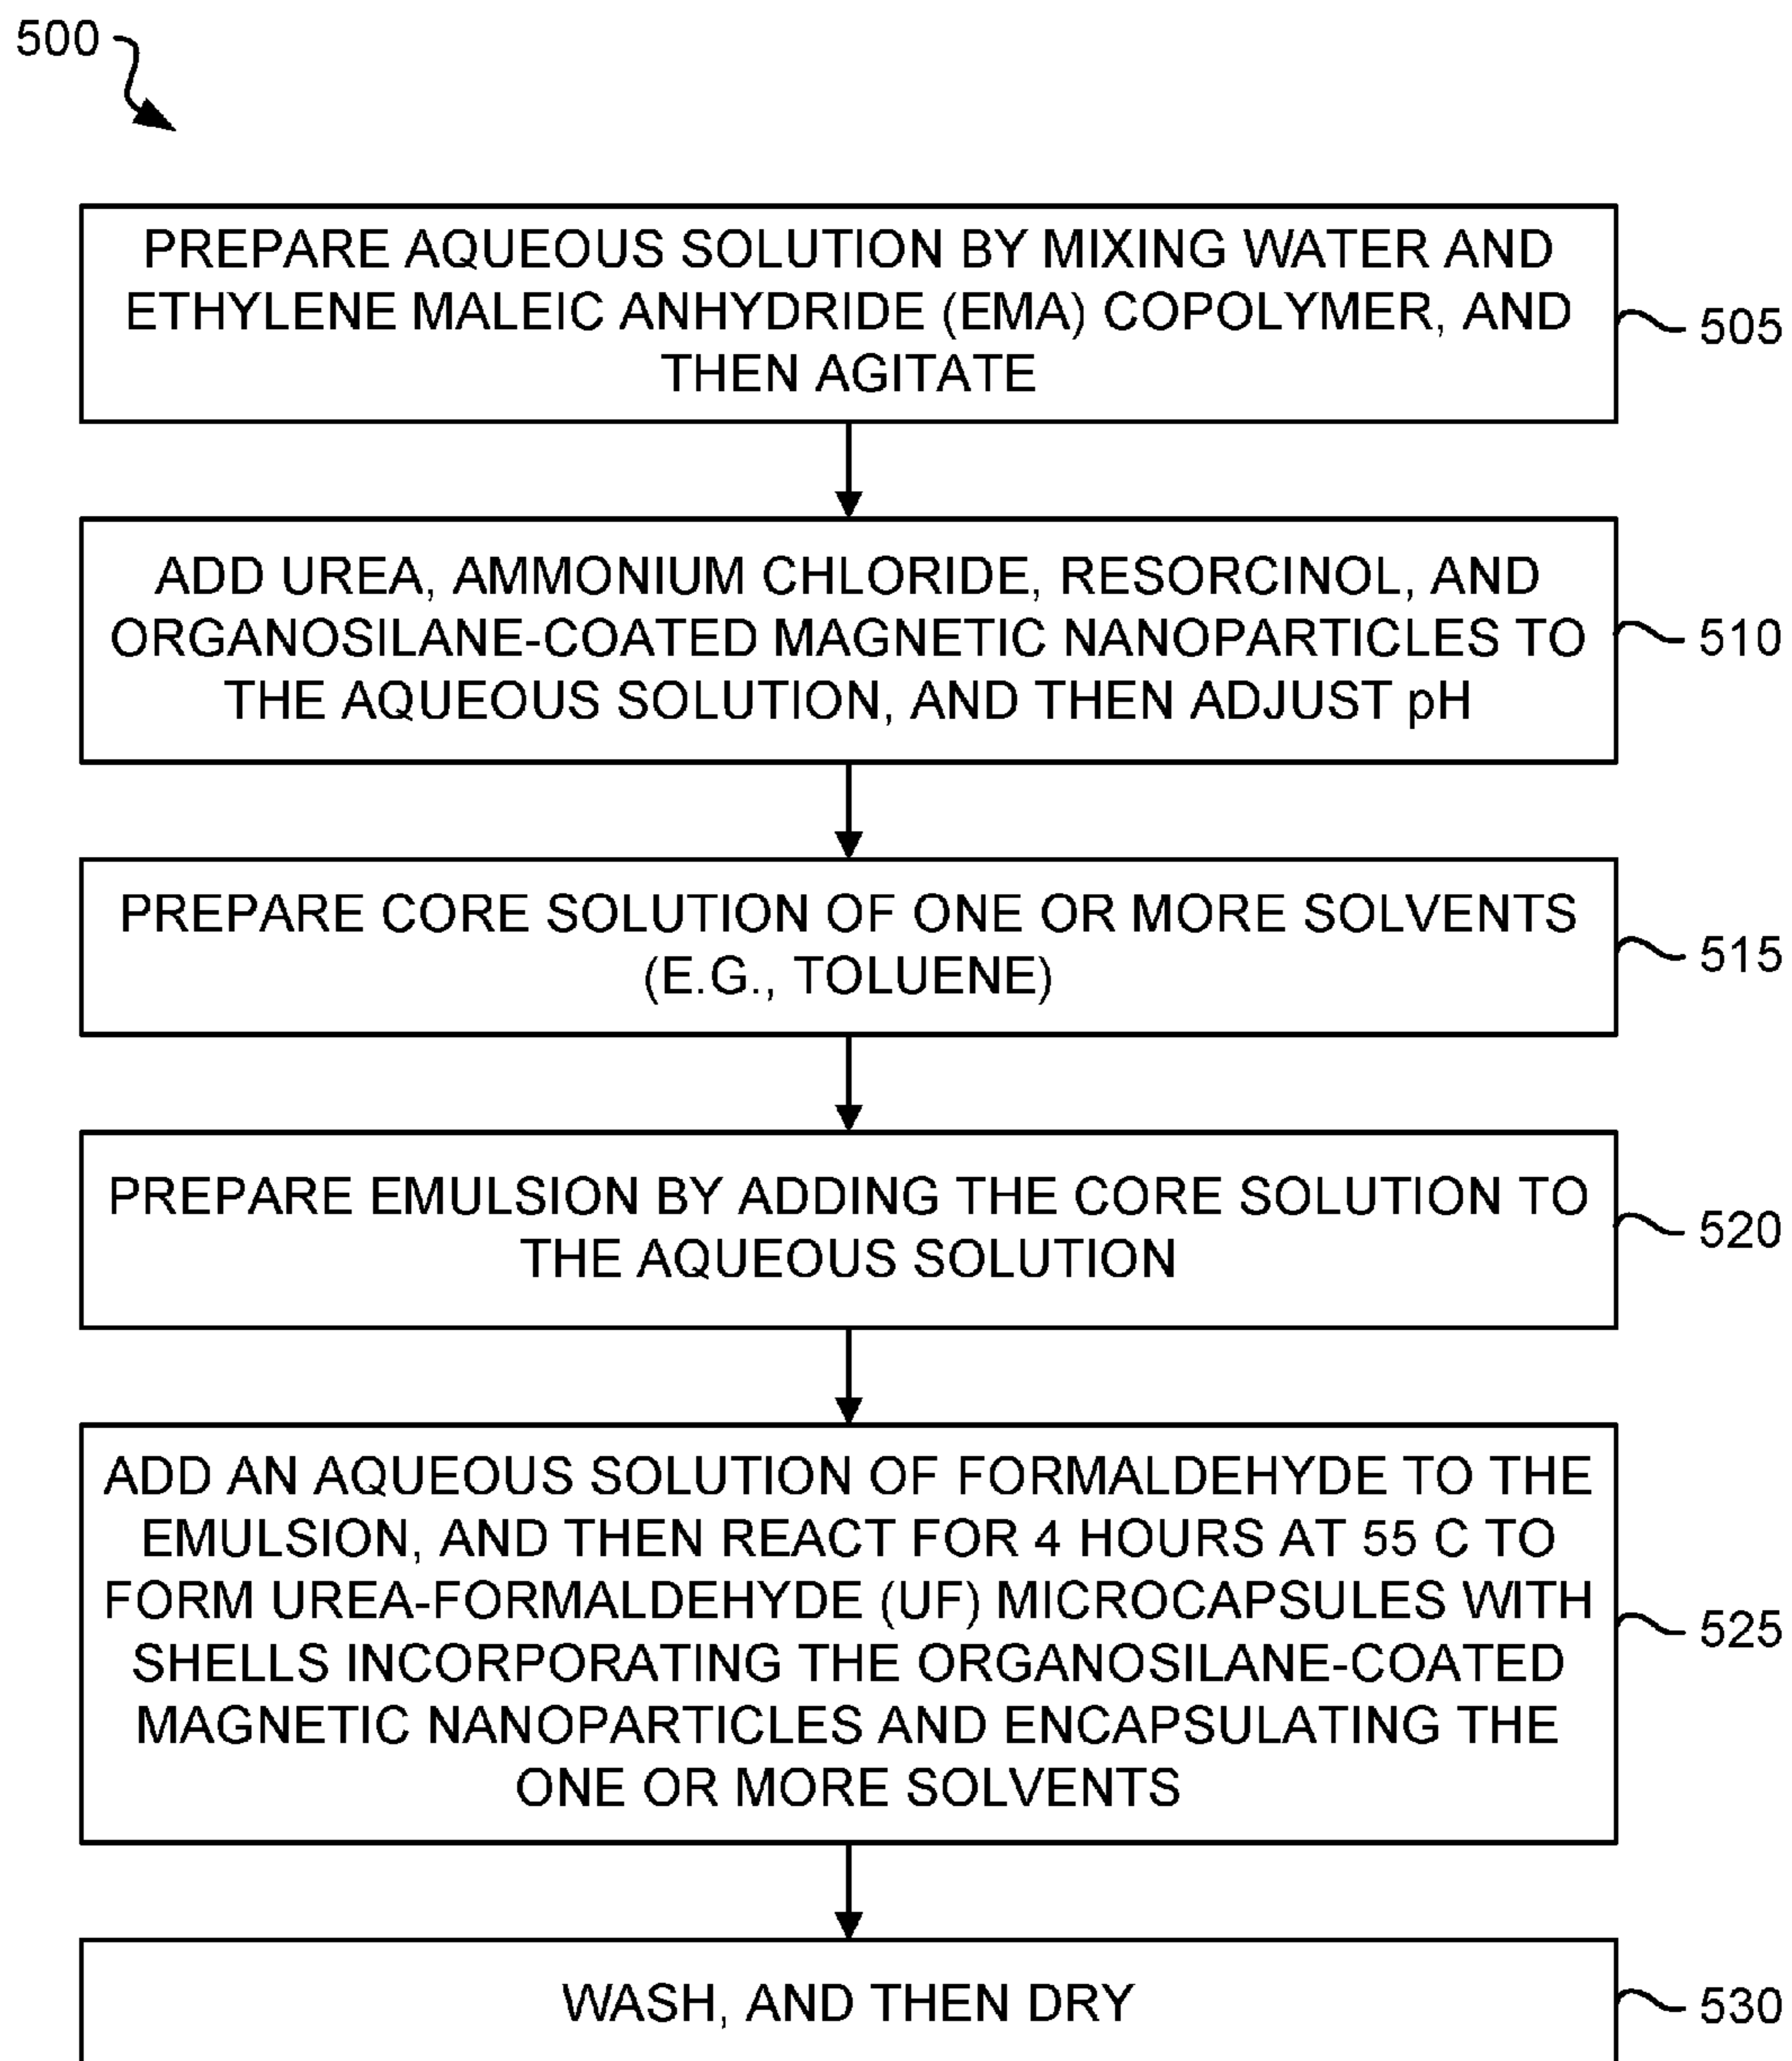 500
PREPARE AQUEOUS SOLUTION BY MIXING WATER AND
ETHYLENE MALEIC ANHYDRIDE (EMA) COPOLYMER, AND
THEN AGITATE
505
ADD UREA, AMMONIUM CHLORIDE, RESORCINOL, AND
ORGANOSILANE-COATED MAGNETIC NANOPARTICLES TO
THE AQUEOUS SOLUTION, AND THEN ADJUST pH
510
PREPARE CORE SOLUTION OF ONE OR MORE SOLVENTS
(E.G., TOLUENE)
515
PREPARE EMULSION BY ADDING THE CORE SOLUTION TO
THE AQUEOUS SOLUTION
520
ADD AN AQUEOUS SOLUTION OF FORMALDEHYDE TO THE
EMULSION, AND THEN REACT FOR 4 HOURS AT 55 C TO
FORM UREA-FORMALDEHYDE (UF) MICROCAPSULES WITH
SHELLS INCORPORATING THE ORGANOSILANE-COATED
MAGNETIC NANOPARTICLES AND ENCAPSULATING THE
ONE OR MORE SOLVENTS
525
WASH, AND THEN DRY
530